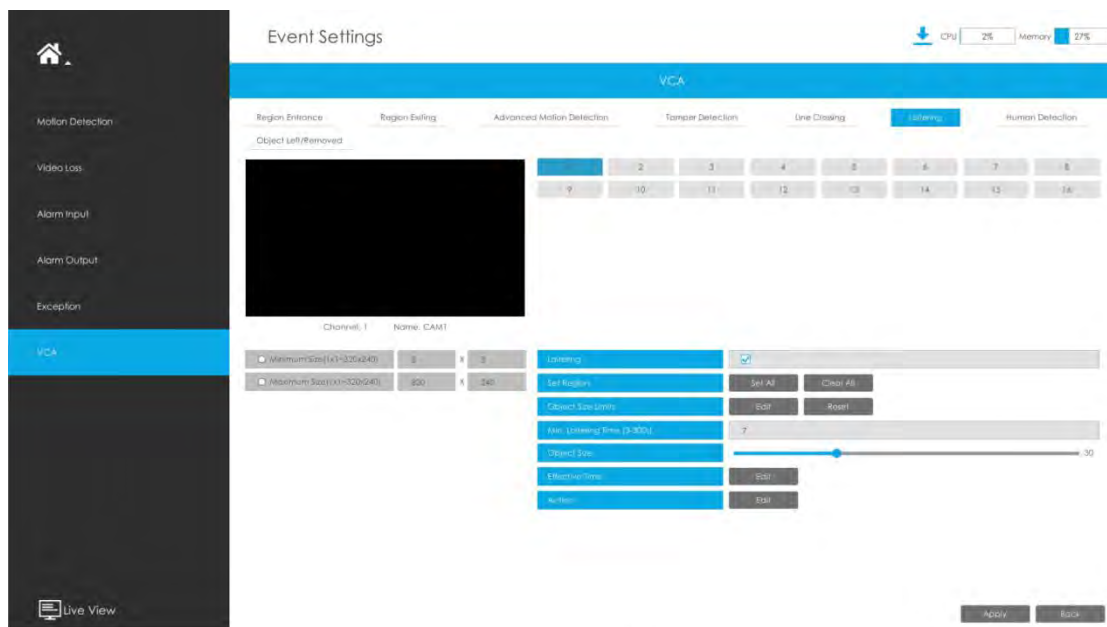 Event Settings
CPU 2% Memory 27%
VCA
Motion Detection
Video Loss
Alarm Input
Alarm Output
Exception
VCA
Live View
Region Entrance Region Exiting Advanced Motion Detection Tamper Detection Line Crossing Loitering Human Detection
Object Left/Removed
1 2 3 4 5 6 7 8
9 10 11 12 13 14 15 16
Channel: 1 Name: CAM1
Minimum Size(1x1~320x240) X
Maximum Size(1x1~320x240) 320 X 240
Loitering
Set Region Set All Clear All
Object Size Limits Edit Reset
Min. Loitering Time (3-300s) 7
Object Size 30
Effective Time Edit
Action Edit
Apply Back